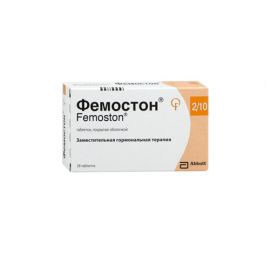 Фемостон®
2/10
Femoston®
таблетки, покрытые оболочкой
Заместительная гормональная терапия
28 таблеток
Abbott